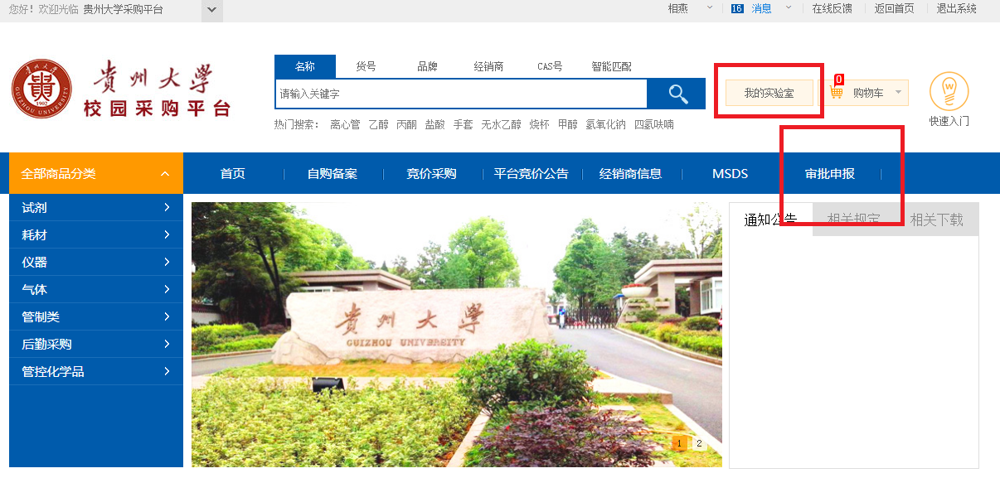 您好！欢迎光临 贵州大学采购平台
相燕 16 消息 在线反馈 返回首页 退出系统
贵州大学
校园采购平台
GUIZHOU UNIVERSITY
1902
名称 货号 品牌 经销商 CAS号 智能匹配
请输入关键字
我的实验室
0
购物车
快速入门
热门搜索： 离心管 乙醇 丙酮 盐酸 手套 无水乙醇 烧杯 甲醇 氢氧化钠 四氢呋喃
全部商品分类 首页 自购备案 竞价采购 平台竞价公告 经销商信息 MSDS 审批申报
试剂
耗材
仪器
气体
管制类
后勤采购
管控化学品
貴州大學
GUIZHOU UNIVERSITY
1 2
通知公告 相关规定 相关下载